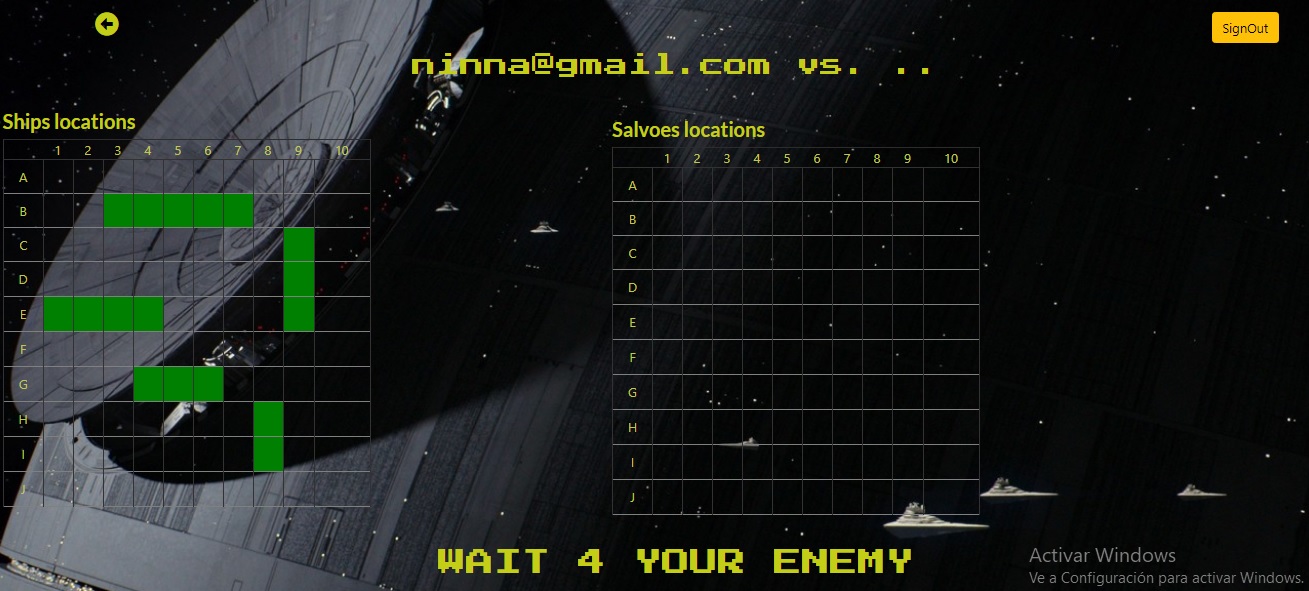 SignOut
ninna@gmail.com vs. ..
Ships locations
1 2 3 4 5 6 7 8 9 10
A
B
C
D
E
F
G
H
I
J
Salvoes locations
1 2 3 4 5 6 7 8 9 10
A
B
C
D
E
F
G
H
I
J
WAIT 4 YOUR ENEMY
Activar Windows
Ve a Configuración para activar Windows.